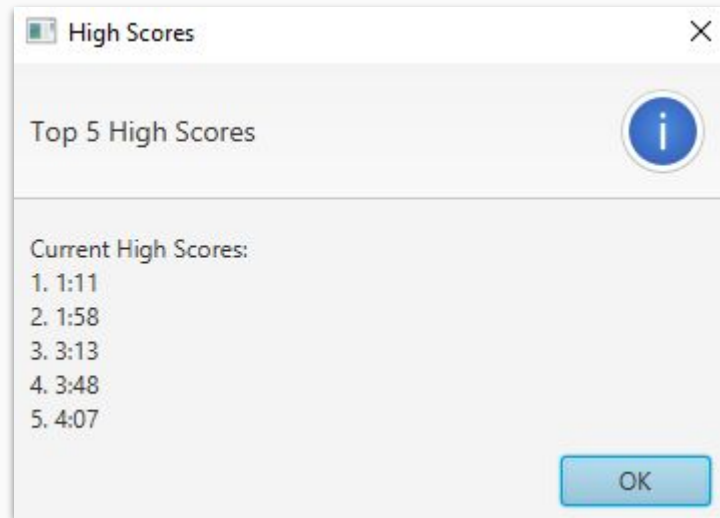 High Scores
Top 5 High Scores
i
Current High Scores:
1. 1:11
2. 1:58
3. 3:13
4. 3:48
5. 4:07
OK